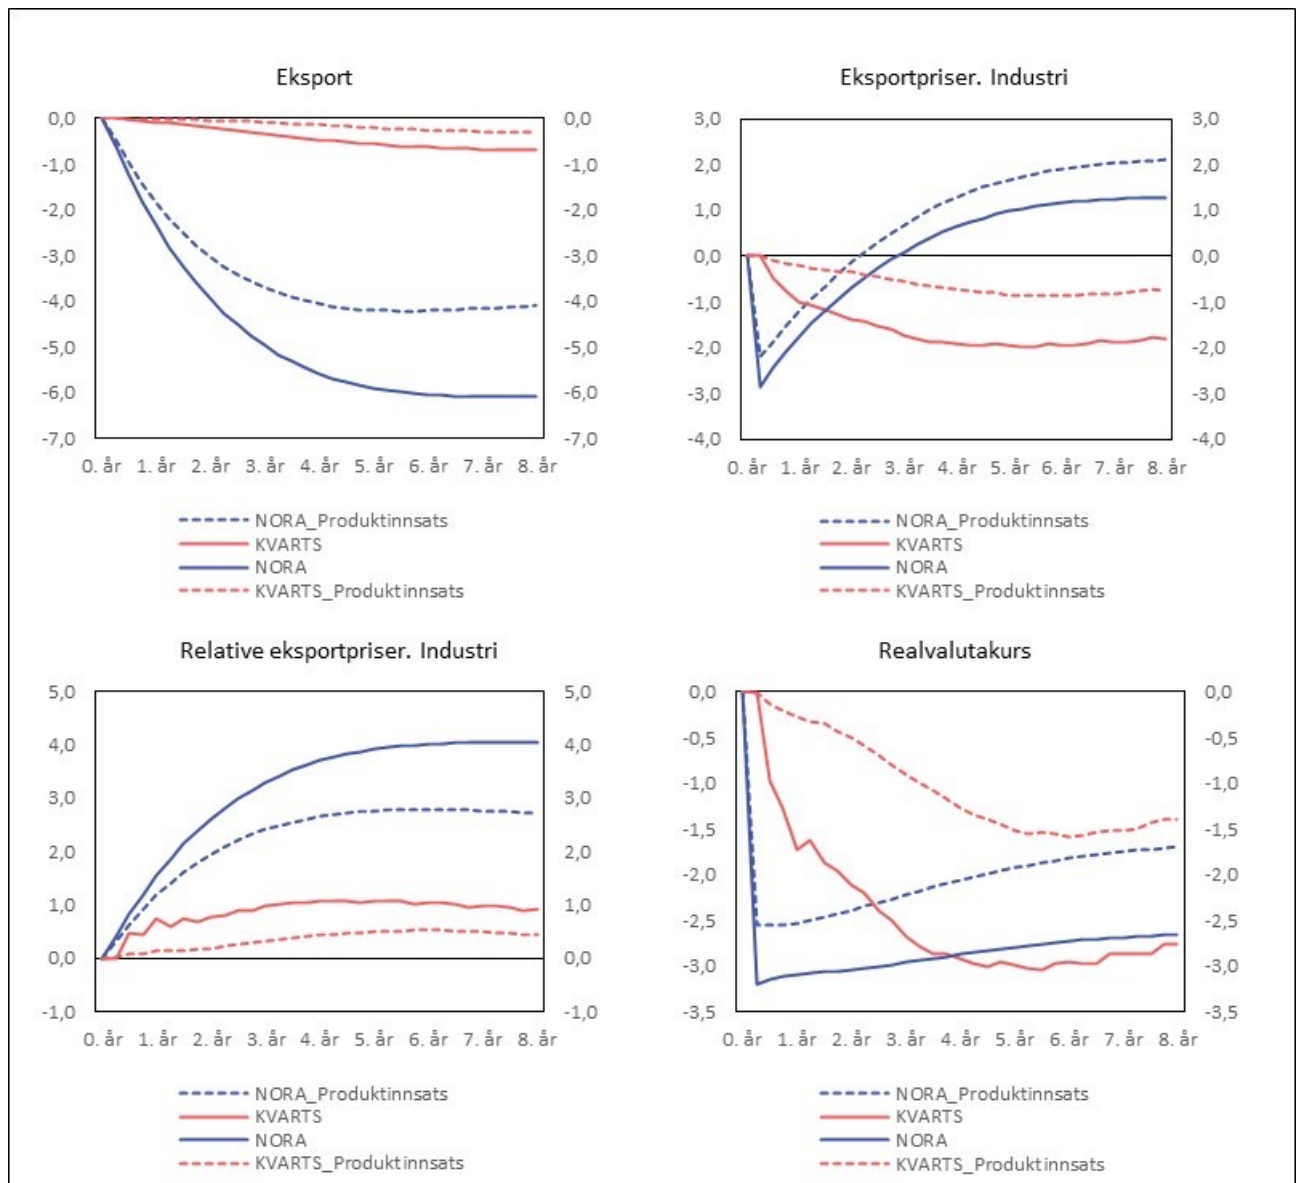 Eksport
0,0
-1,0
-2,0
-3,0
-4,0
-5,0
-6,0
-7,0
0,0
-1,0
-2,0
-3,0
-4,0
-5,0
-6,0
-7,0
0. år 1. år 2. år 3. år 4. år 5. år 6. år 7. år 8. år
NORA_Produktinnsats
KVARTS
NORA
KVARTS_Produktinnsats
Eksportpriser. Industri
3,0
2,0
1,0
0,0
-1,0
-2,0
-3,0
-4,0
3,0
2,0
1,0
0,0
-1,0
-2,0
-3,0
-4,0
0. år 1. år 2. år 3. år 4. år 5. år 6. år 7. år 8. år
NORA_Produktinnsats
KVARTS
NORA
KVARTS_Produktinnsats
Relative eksportpriser. Industri
5,0
4,0
3,0
2,0
1,0
0,0
-1,0
5,0
4,0
3,0
2,0
1,0
0,0
-1,0
0. år 1. år 2. år 3. år 4. år 5. år 6. år 7. år 8. år
NORA_Produktinnsats
KVARTS
NORA
KVARTS_Produktinnsats
Realvalutakurs
0,0
-0,5
-1,0
-1,5
-2,0
-2,5
-3,0
-3,5
0,0
-0,5
-1,0
-1,5
-2,0
-2,5
-3,0
-3,5
0. år 1. år 2. år 3. år 4. år 5. år 6. år 7. år 8. år
NORA_Produktinnsats
KVARTS
NORA
KVARTS_Produktinnsats